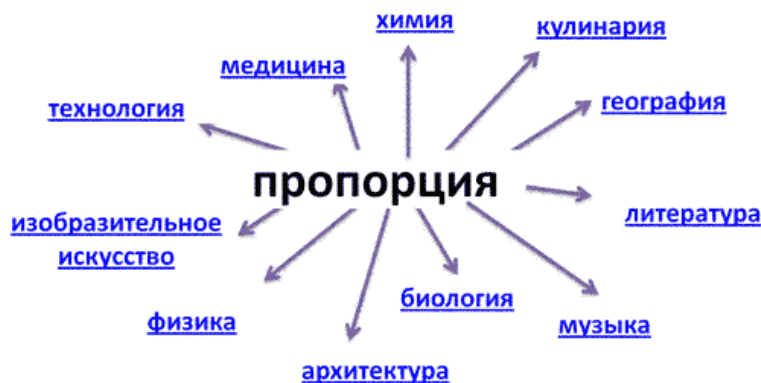 химия
кулинария
медицина
география
технология
пропорция
литература
изобразительное
искусство
биология
физика
музыка
архитектура